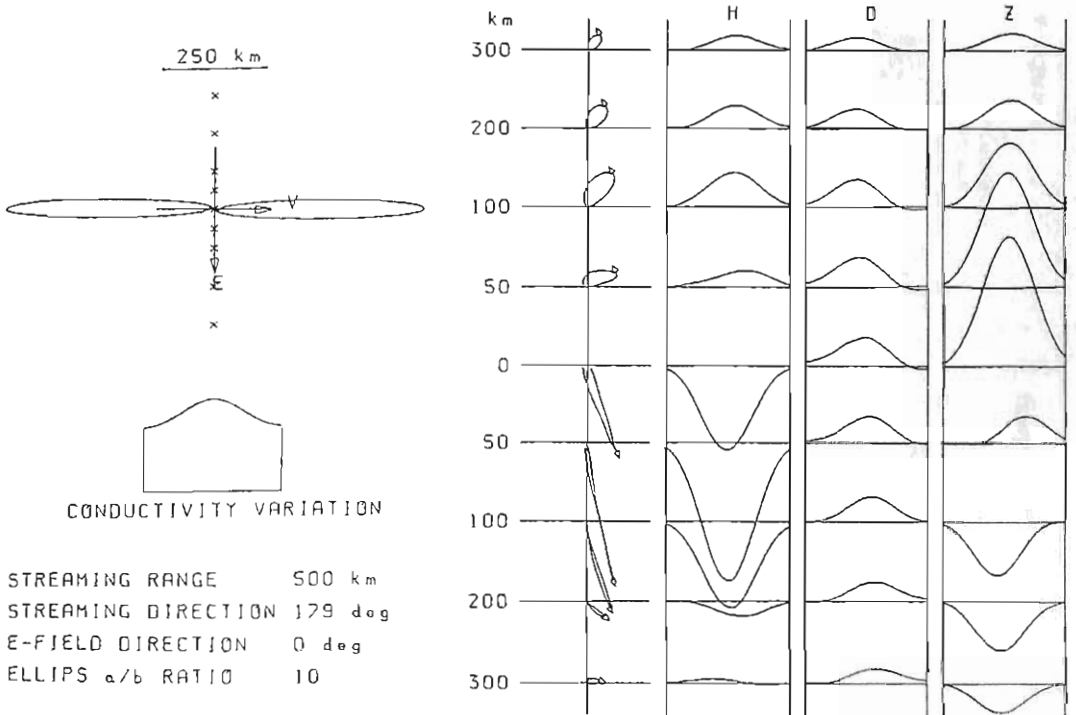 250 km
V
E
CONDUCTIVITY VARIATION
STREAMING RANGE 500 km
STREAMING DIRECTION 179 deg
E-FIELD DIRECTION 0 deg
ELLIPS a/b RATIO 10
km H D Z
300
200
100
50
0
50
100
200
300